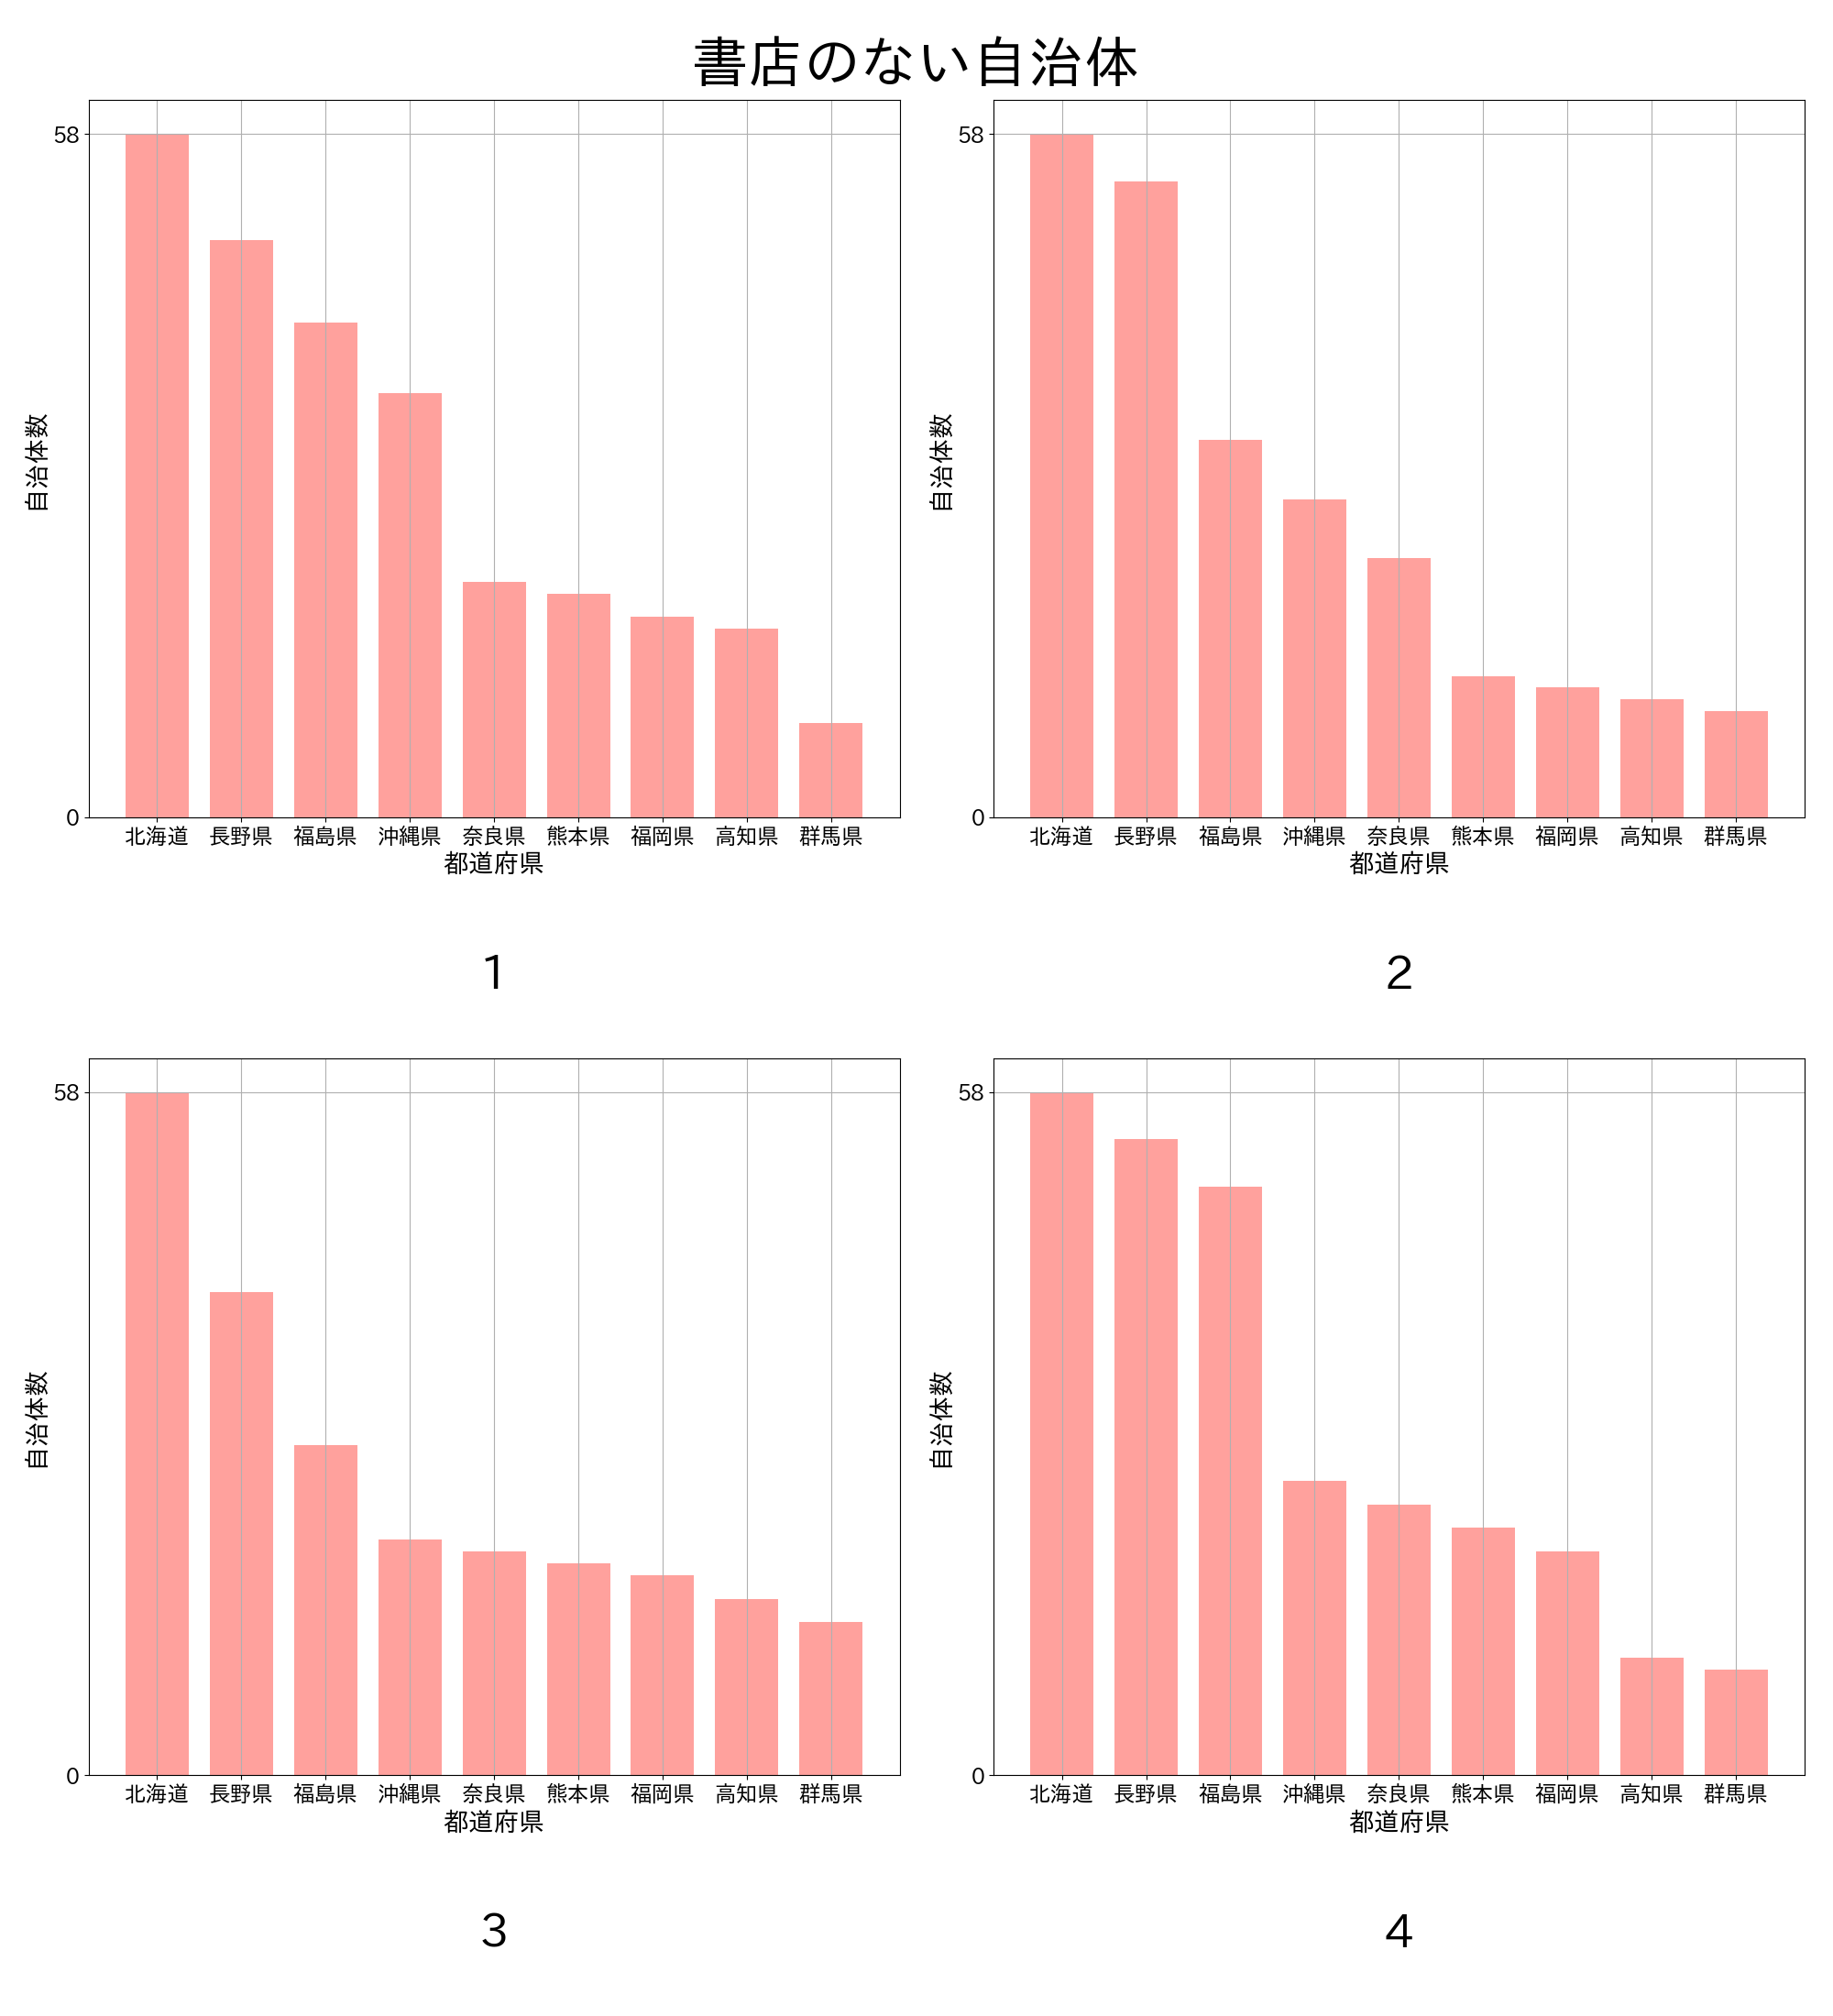 書店のない自治体
58
0
自治体数
北海道 長野県 福島県 沖縄県 奈良県 熊本県 福岡県 高知県 群馬県
都道府県
1
58
0
自治体数
北海道 長野県 福島県 沖縄県 奈良県 熊本県 福岡県 高知県 群馬県
都道府県
2
58
0
自治体数
北海道 長野県 福島県 沖縄県 奈良県 熊本県 福岡県 高知県 群馬県
都道府県
3
58
0
自治体数
北海道 長野県 福島県 沖縄県 奈良県 熊本県 福岡県 高知県 群馬県
都道府県
4